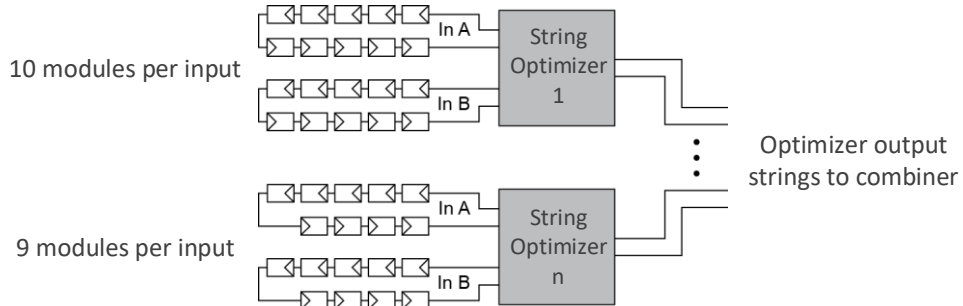 In A
String
Optimizer
1
10 modules per input
In B
Optimizer output
strings to combiner
In A
String
Optimizer
n
9 modules per input
In B